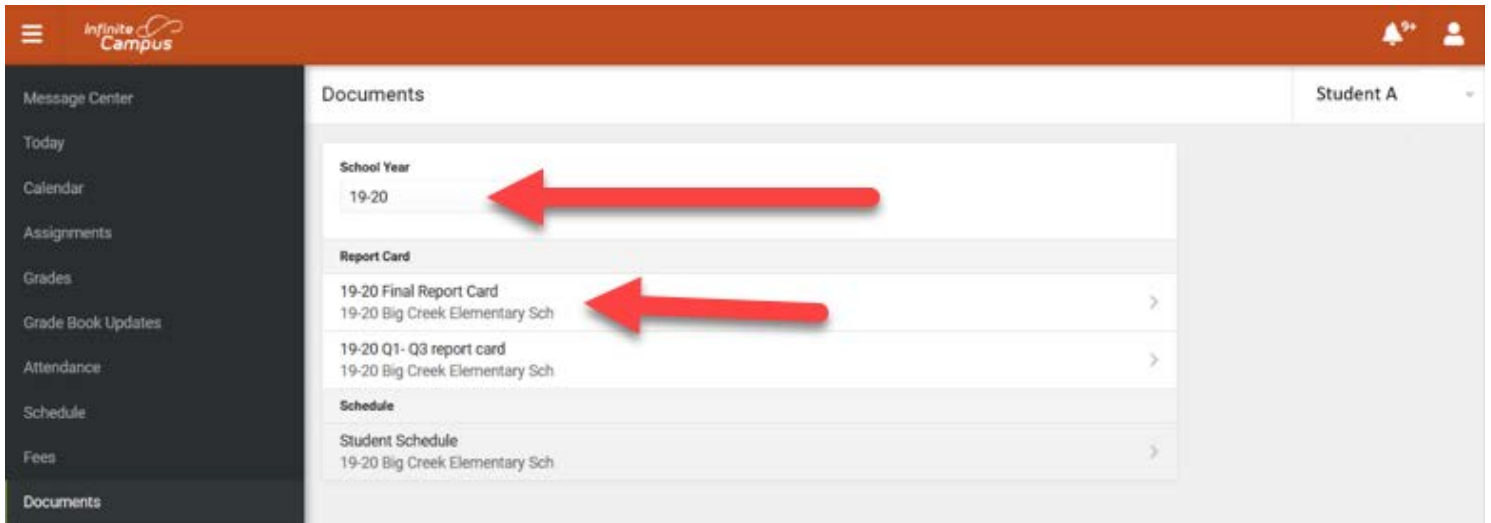 Infinite
Campus
9+
Message Center
Today
Calendar
Assignments
Grades
Grade Book Updates
Attendance
Schedule
Fees
Documents
Documents
Student A
School Year
19-20
Report Card
19-20 Final Report Card
19-20 Big Creek Elementary Sch
19-20 Q1- Q3 report card
19-20 Big Creek Elementary Sch
Schedule
Student Schedule
19-20 Big Creek Elementary Sch